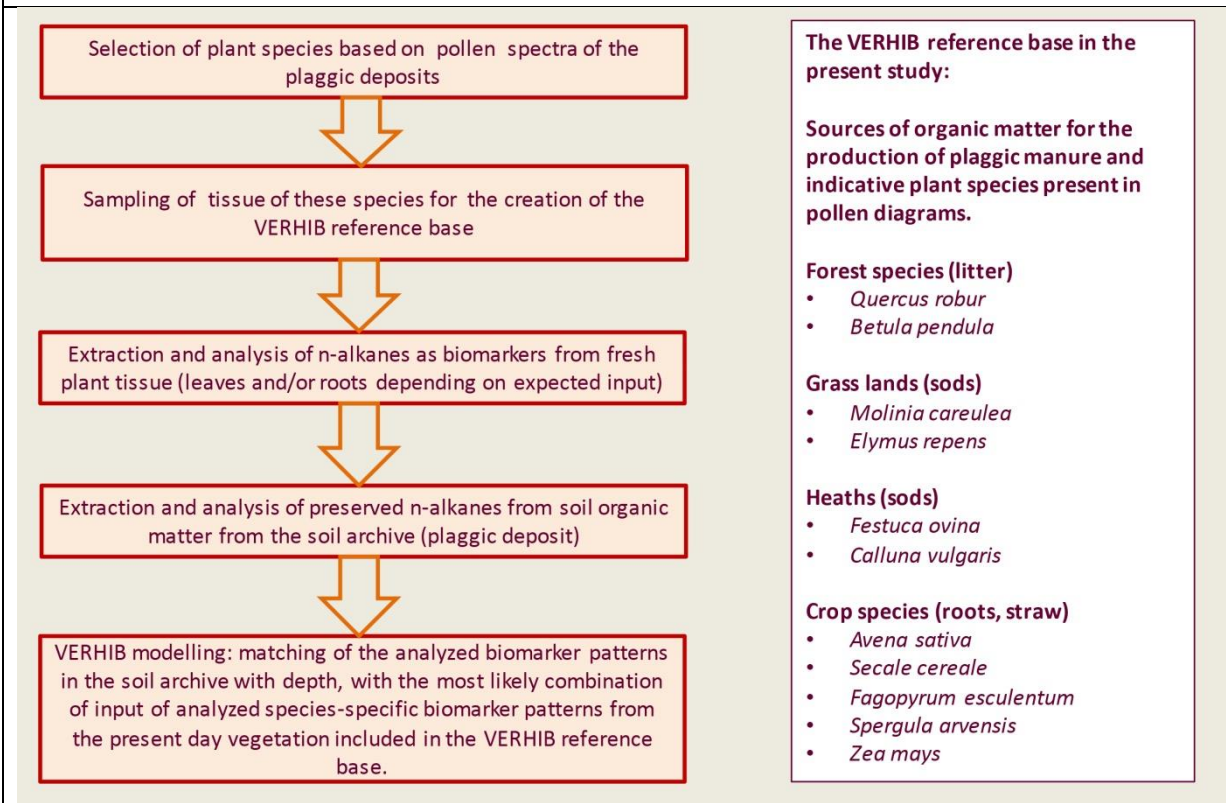 Selection of plant species based on pollen spectra of the
plaggic deposits
Sampling of tissue of these species for the creation of the
VERHIB reference base
Extraction and analysis of n-alkanes as biomarkers from fresh
plant tissue (leaves and/or roots depending on expected input)
Extraction and analysis of preserved n-alkanes from soil organic
matter from the soil archive (plaggic deposit)
VERHIB modelling: matching of the analyzed biomarker patterns
in the soil archive with depth, with the most likely combination
of input of analyzed species-specific biomarker patterns from
the present day vegetation included in the VERHIB reference
base.
The VERHIB reference base in the
present study:
Sources of organic matter for the
production of plaggic manure and
indicative plant species present in
pollen diagrams.
Forest species (litter)
• Quercus robur
• Betula pendula
Grass lands (sods)
• Molinia careulea
• Elymus repens
Heaths (sods)
• Festuca ovina
• Calluna vulgaris
Crop species (roots, straw)
• Avena sativa
• Secale cereale
• Fagopyrum esculentum
• Spergula arvensis
• Zea mays